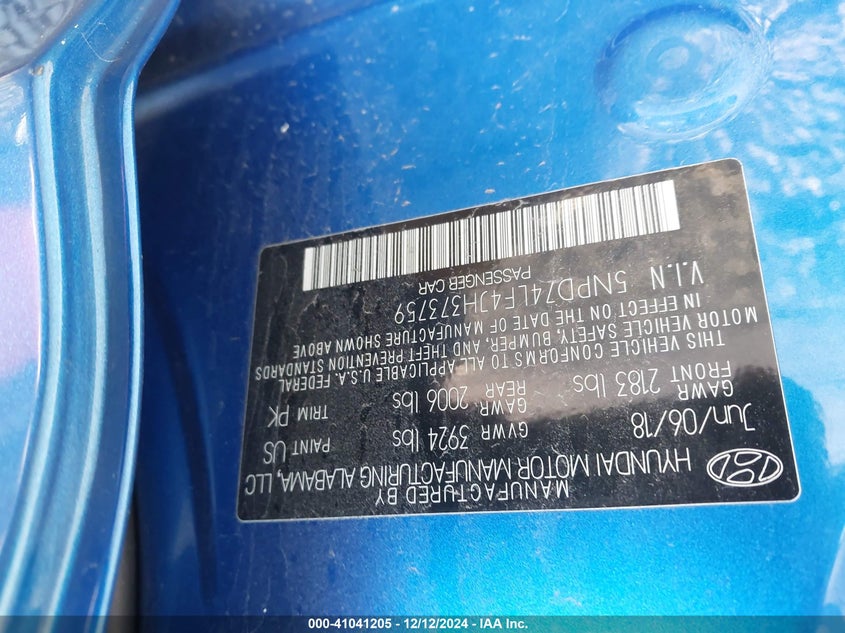 MANUFACTURED BY
HYUNDAI MOTOR MANUFACTURING ALABAMA, LLC
Jun/06/18 GVWR 3924 lbs PAINT US
GAWR FRONT 2183 lbs GAWR REAR 2006 lbs TRIM PK
THIS VEHICLE CONFORMS TO ALL APPLICABLE U.S.A. FEDERAL
MOTOR VEHICLE SAFETY, BUMPER, AND THEFT PREVENTION STANDARDS
IN EFFECT ON THE DATE OF MANUFACTURE SHOWN ABOVE
V.I.N 5NPD74LF4JH373759
PASSENGER CAR
000-41041205 - 12/12/2024 - IAA Inc.